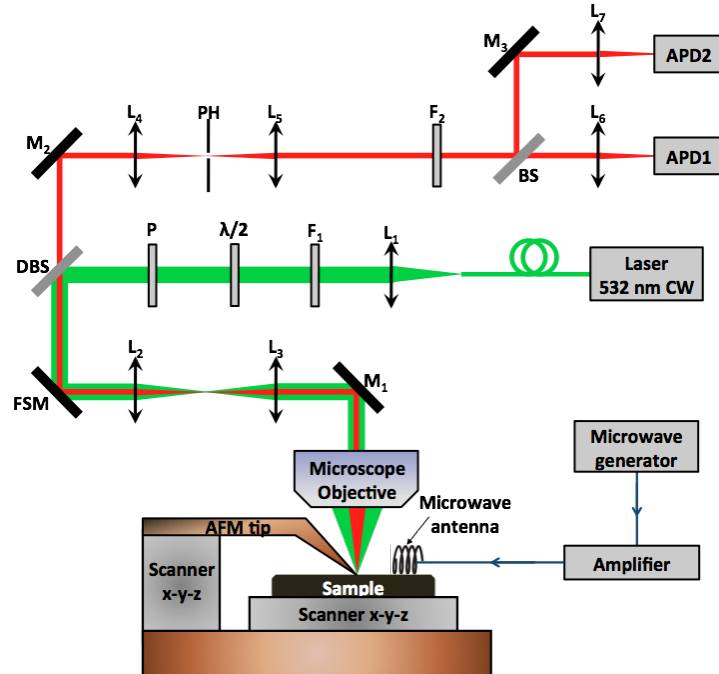 L7
M3
APD2
L4
PH
L5
F2
L6
M2
APD1
BS
P
λ/2
F1
L1
DBS
Laser
532 nm CW
L2
L3
M1
FSM
Microwave
generator
Microscope
Objective
Microwave
antenna
AFM tip
Amplifier
Scanner
x-y-z
Sample
Scanner x-y-z